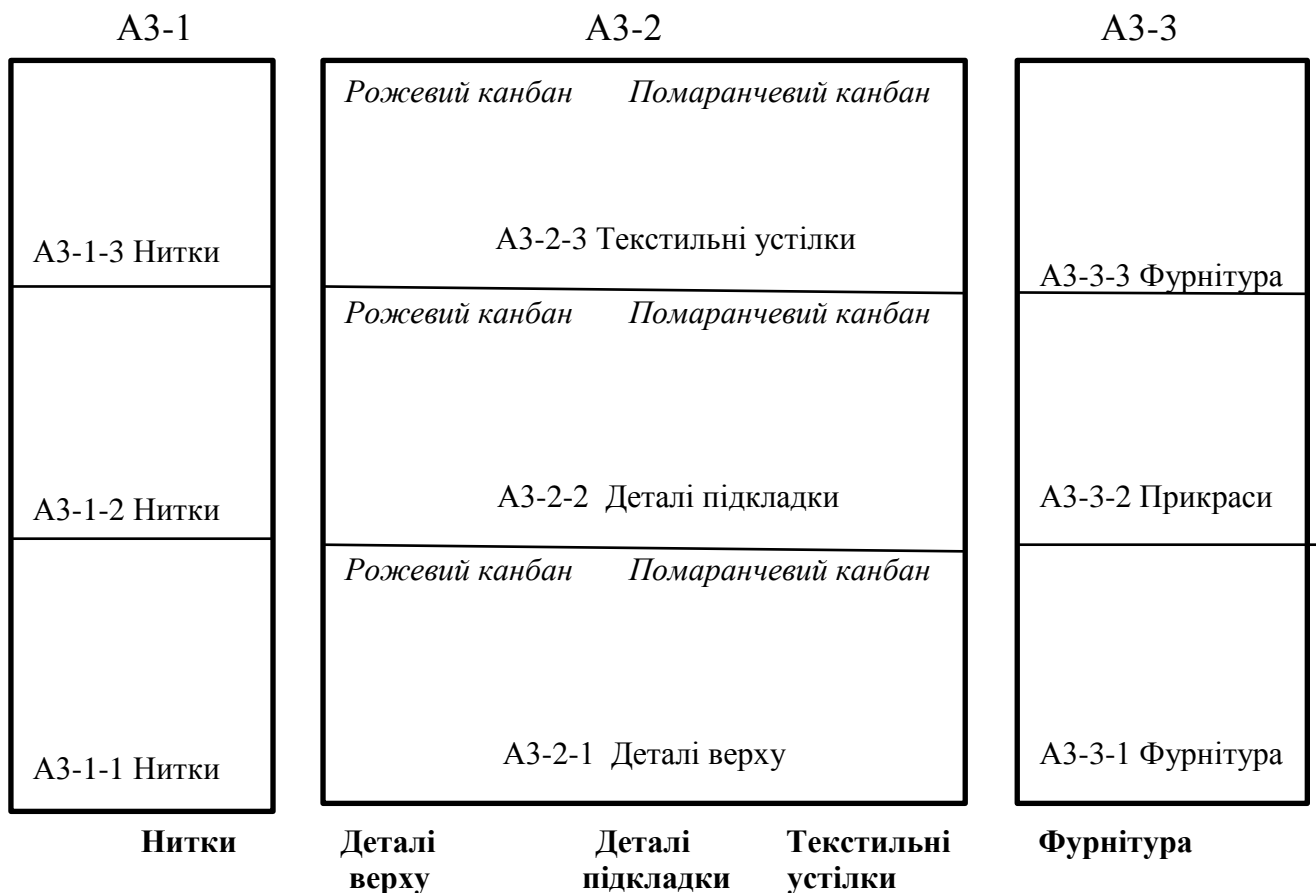 А3-1 А3-2 А3-3
Рожевий канбан Помаранчевий канбан
А3-2-3 Текстильні устілки
А3-1-3 Нитки
А3-3-3 Фурнітура
Рожевий канбан Помаранчевий канбан
А3-2-2 Деталі підкладки
А3-1-2 Нитки
А3-3-2 Прикраси
Рожевий канбан Помаранчевий канбан
А3-2-1 Деталі верху
А3-1-1 Нитки
А3-3-1 Фурнітура
Нитки Деталі Деталі Текстильні Фурнітура
верху підкладки устілки